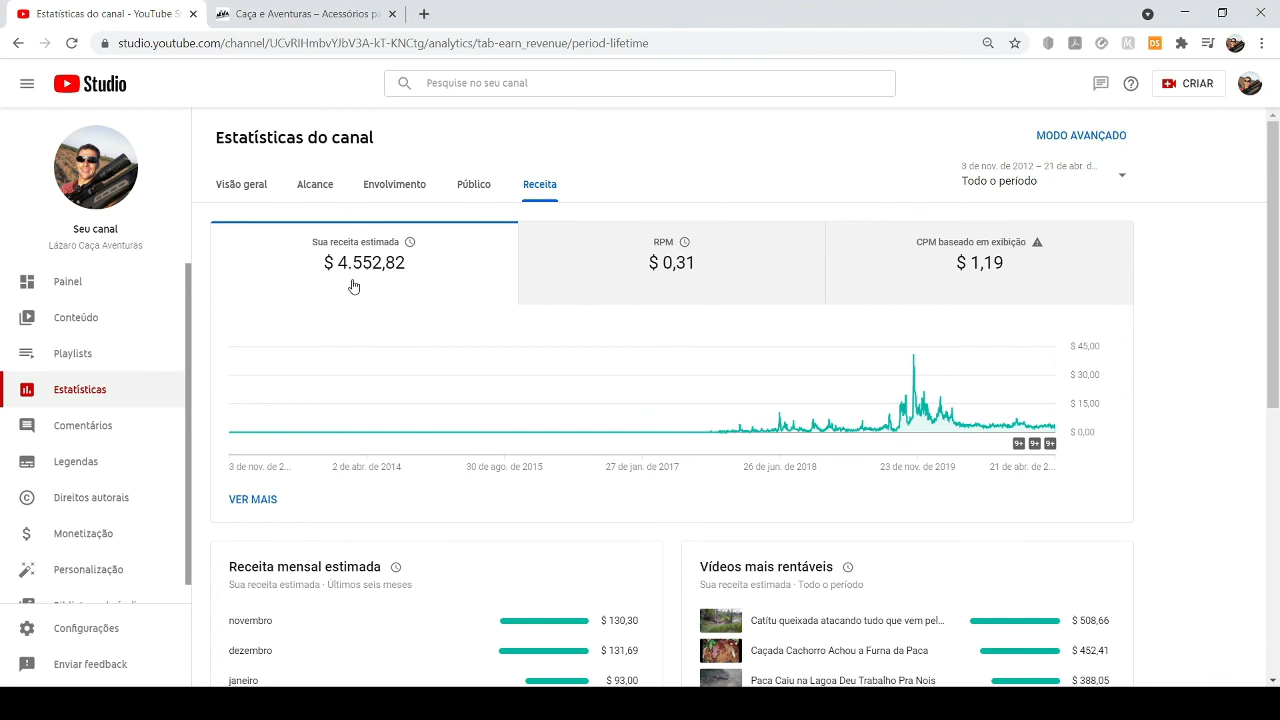 Estatísticas do canal - YouTube S
Caça e Aventuras – Acessórios pa
studio.youtube.com/channel/UCvRIHmbvYJbV3A-kT-KNCtg/analytics/tab-earn_revenue/period-lifetime
Studio
Pesquise no seu canal
CRIAR
Estatísticas do canal
MODO AVANÇADO
Visão geral
Alcance
Envolvimento
Público
Receita
3 de nov. de 2012 – 21 de abr. d...
Todo o período
Seu canal
Lázaro Caça Aventuras
Painel
Conteúdo
Playlists
Estatísticas
Comentários
Legendas
Direitos autorais
Monetização
Personalização
Configurações
Enviar feedback
Sua receita estimada
$ 4.552,82
RPM
$ 0,31
CPM baseado em exibição
$ 1,19
$ 45,00
$ 30,00
$ 15,00
$ 0,00
9+ 9+ 9+
3 de nov. de 2... 2 de abr. de 2014 30 de ago. de 2015 27 de jan. de 2017 26 de jun. de 2018 23 de nov. de 2019 21 de abr. de 2...
VER MAIS
Receita mensal estimada
Sua receita estimada · Últimos seis meses
novembro $ 130,30
dezembro $ 131,69
janeiro $ 93,00
Vídeos mais rentáveis
Sua receita estimada · Todo o período
Catítu queixada atacando tudo que vem pel... $ 508,66
Caçada Cachorro Achou a Furna da Paca $ 452,41
Paca Caiu na Lagoa Deu Trabalho Pra Nois $ 388,05